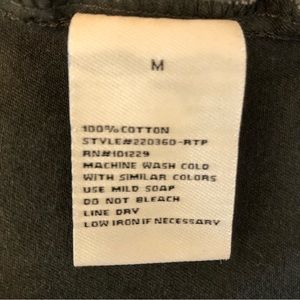 M
100%COTTON
STYLE#220360-RTP
RN#101229
MACHINE WASH COLD
WITH SIMILAR COLORS
USE MILD SOAP
DO NOT BLEACH
LINE DRY
LOW IRON IF NECESSARY